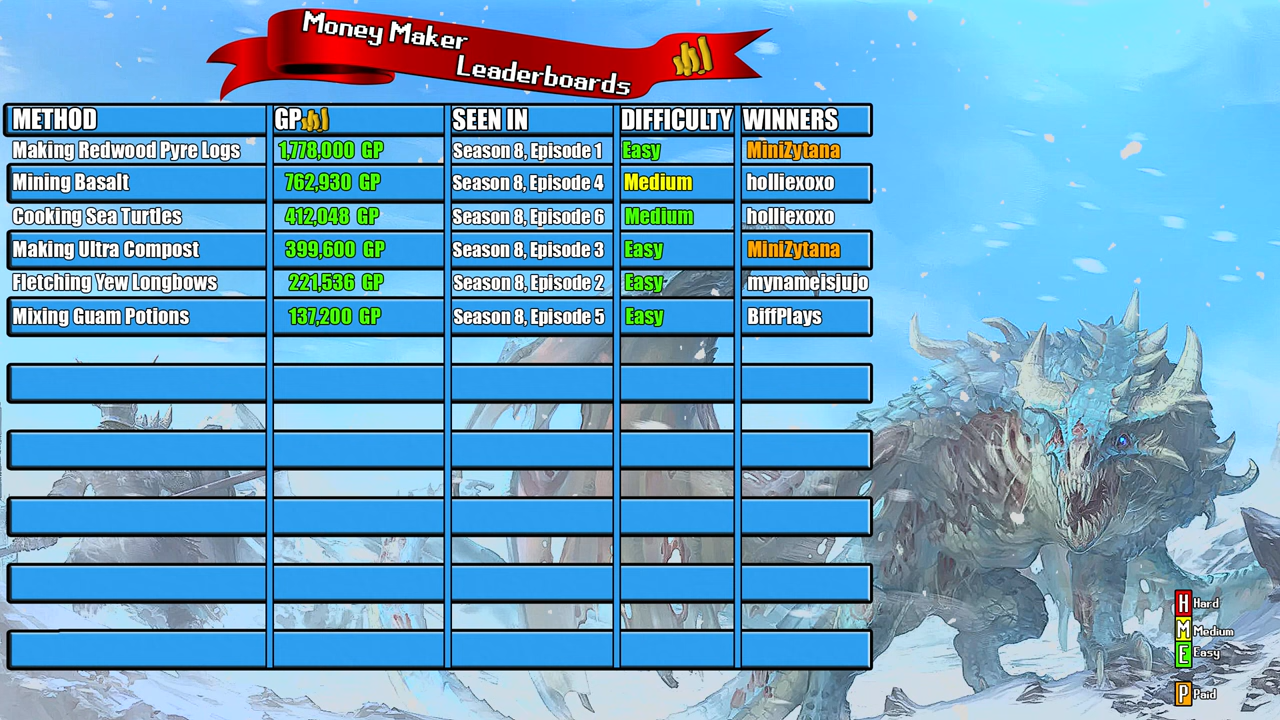 Money Maker
Leaderboards
METHOD GP SEEN IN DIFFICULTY WINNERS
Making Redwood Pyre Logs 1,778,000 GP Season 8, Episode 1 Easy MiniZytana
Mining Basalt 762,930 GP Season 8, Episode 4 Medium holliexoxo
Cooking Sea Turtles 412,048 GP Season 8, Episode 6 Medium holliexoxo
Making Ultra Compost 399,600 GP Season 8, Episode 3 Easy MiniZytana
Fletching Yew Longbows 221,536 GP Season 8, Episode 2 Easy mynameisjujo
Mixing Guam Potions 137,200 GP Season 8, Episode 5 Easy BiffPlays
H Hard
M Medium
E Easy
P Paid